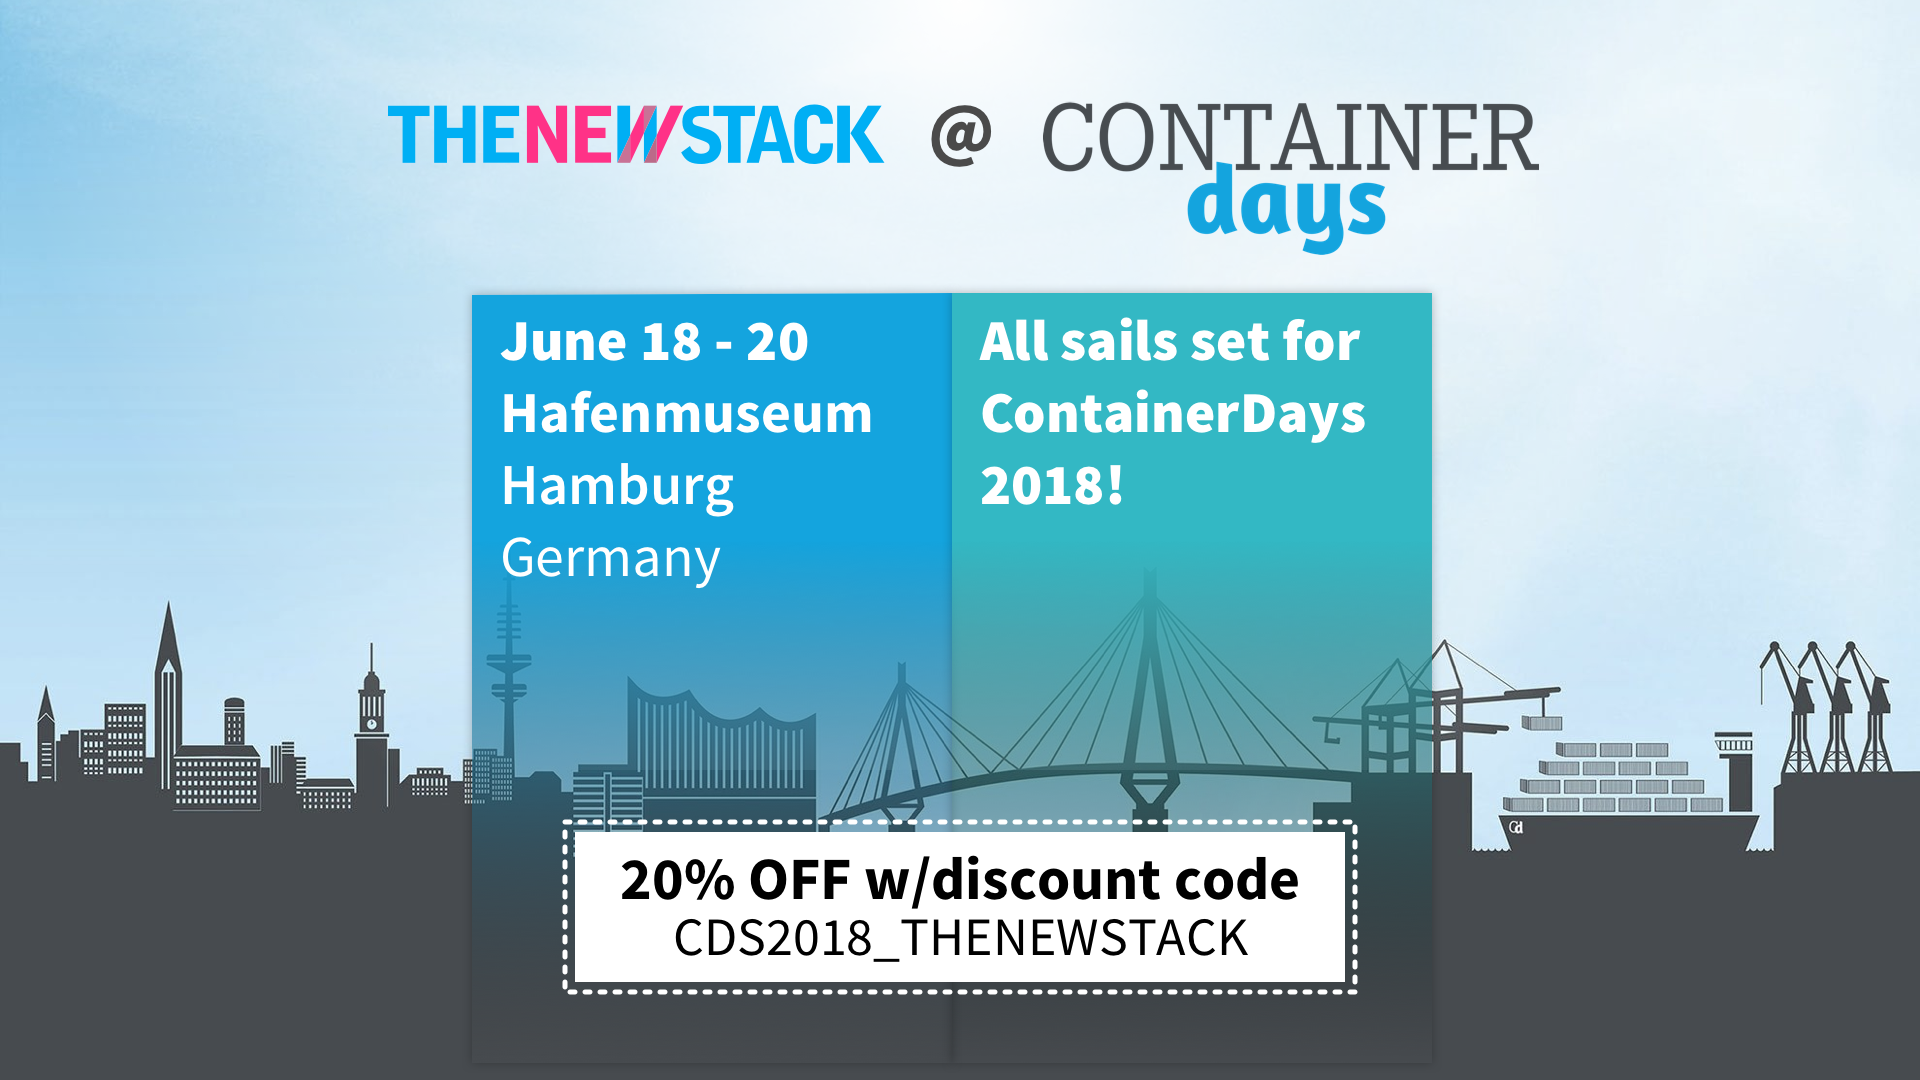 THENEWSTACK @ CONTAINER
days
June 18 - 20
Hafenmuseum
Hamburg
Germany
All sails set for
ContainerDays
2018!
Cd
20% OFF w/discount code
CDS2018_THENEWSTACK